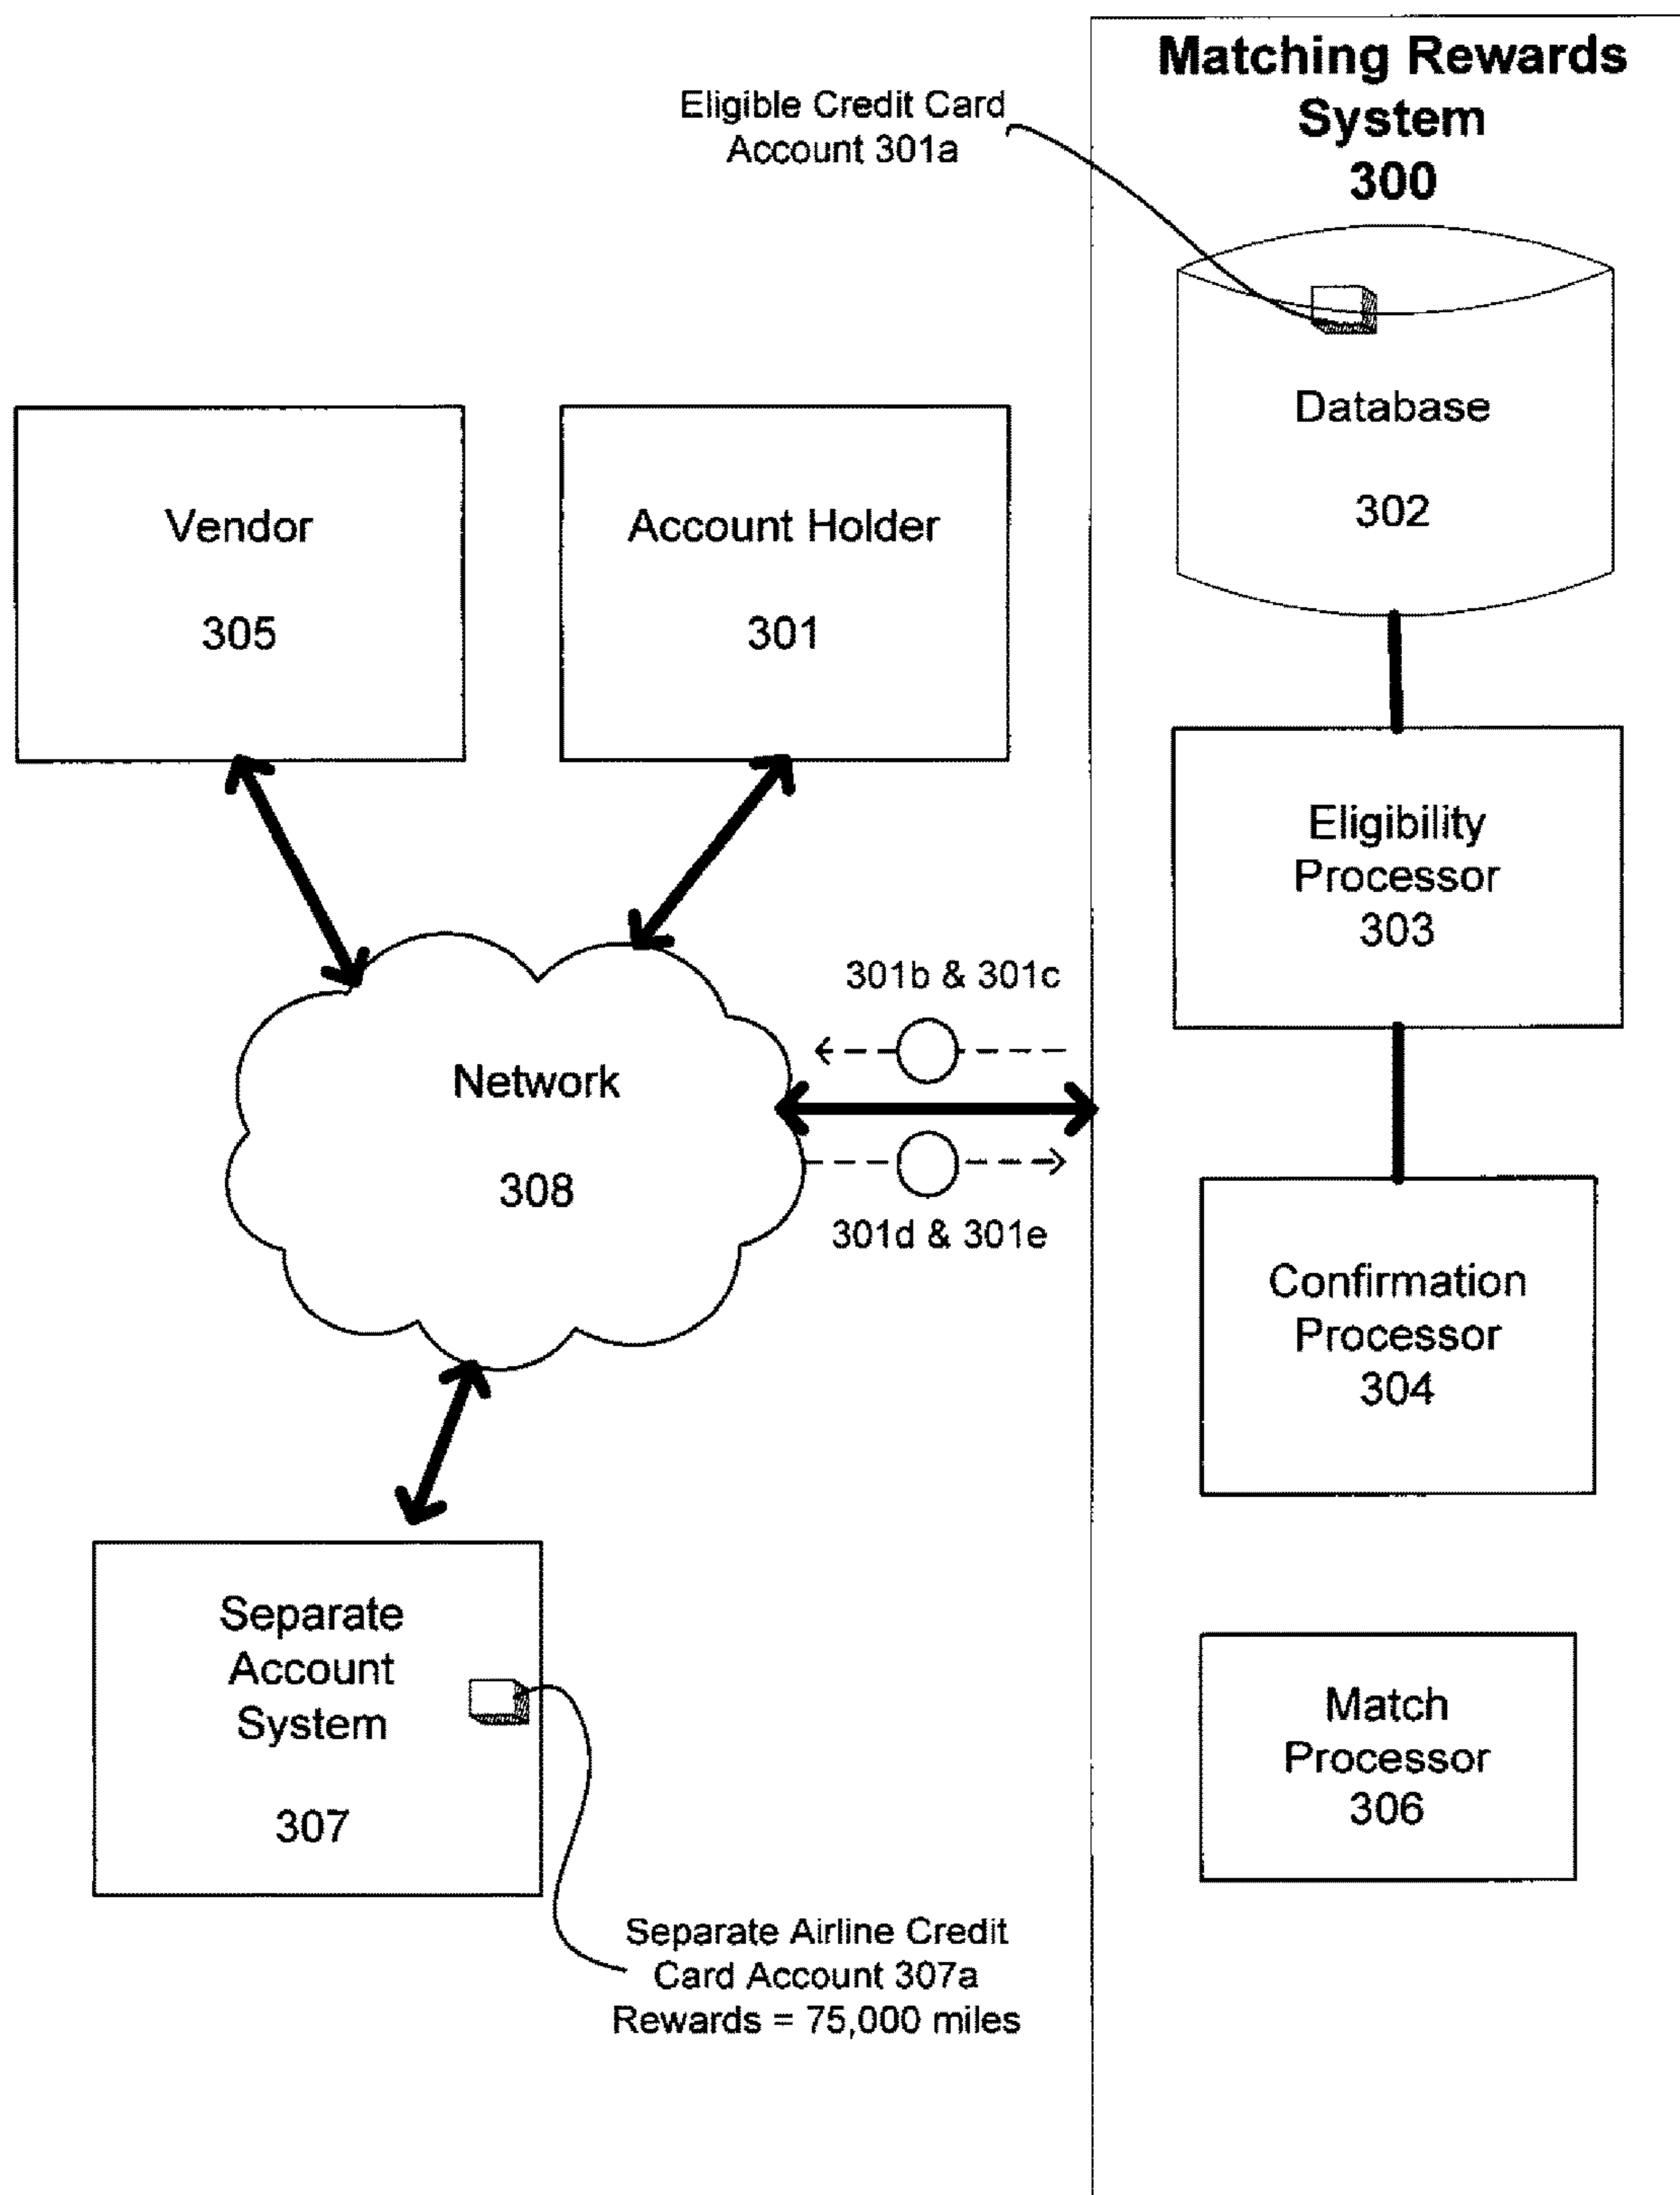 Matching Rewards
System
300
Eligible Credit Card
Account 301a
Database
302
Vendor
305
Account Holder
301
Eligibility
Processor
303
301b & 301c
Network
308
301d & 301e
Confirmation
Processor
304
Separate
Account
System
307
Match
Processor
306
Separate Airline Credit
Card Account 307a
Rewards = 75,000 miles